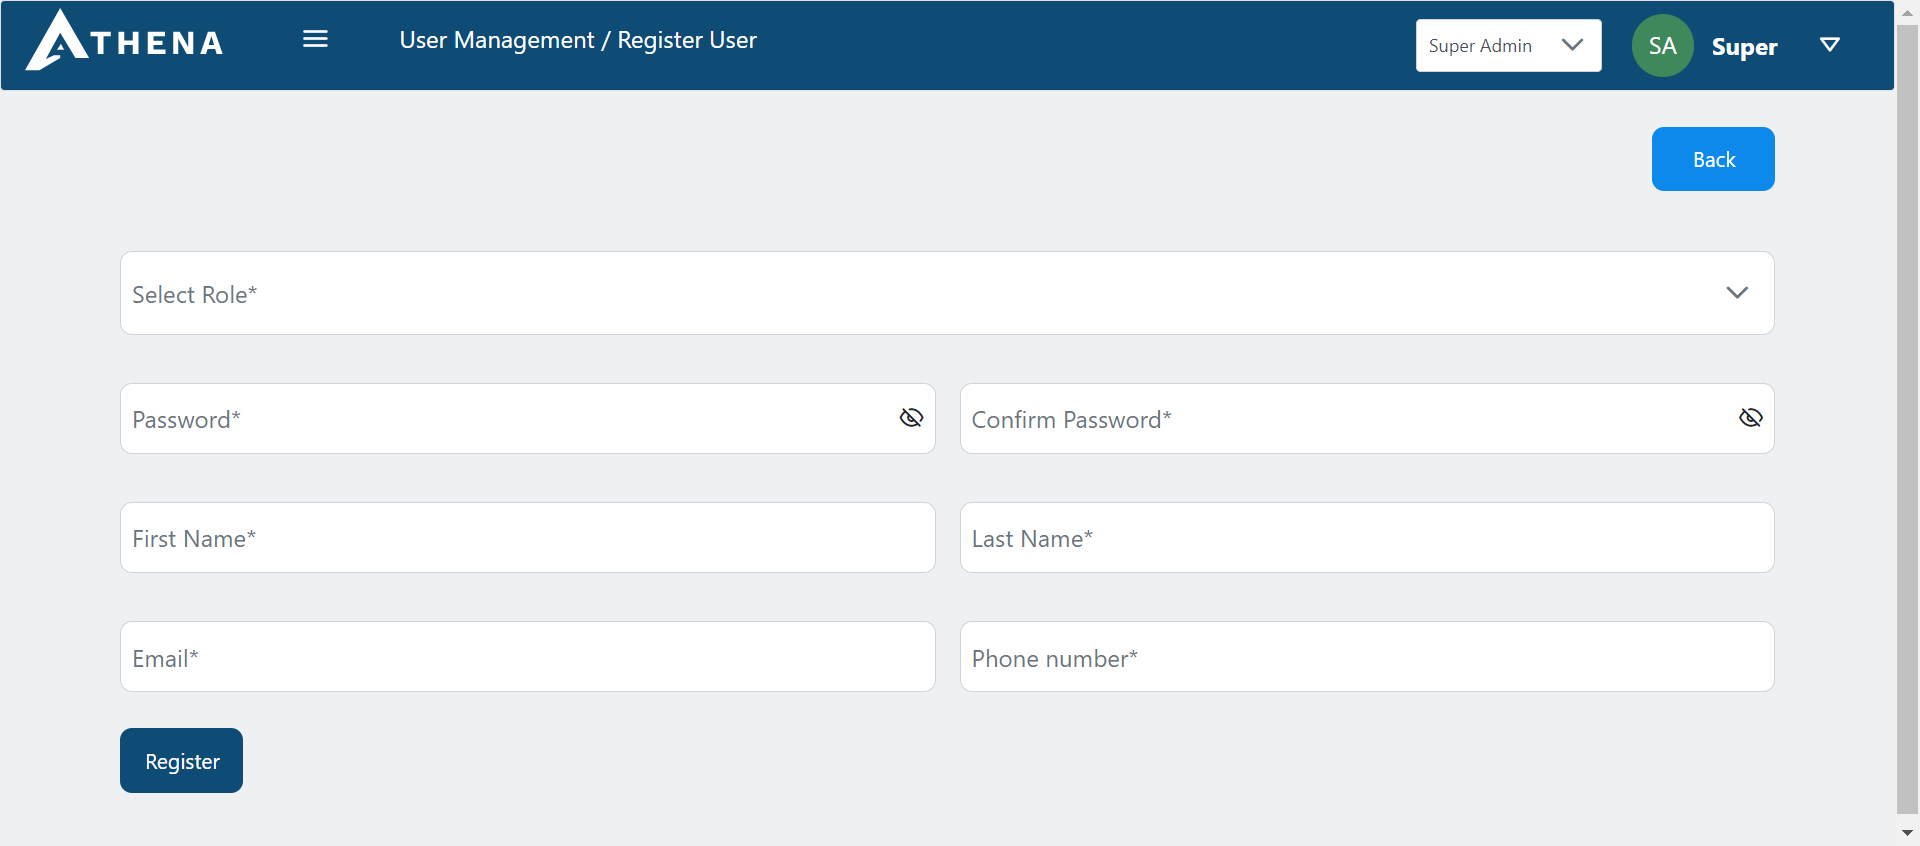 ATHENA
User Management / Register User
Super Admin
SA
Super
Back
Select Role*
Password*
Confirm Password*
First Name*
Last Name*
Email*
Phone number*
Register